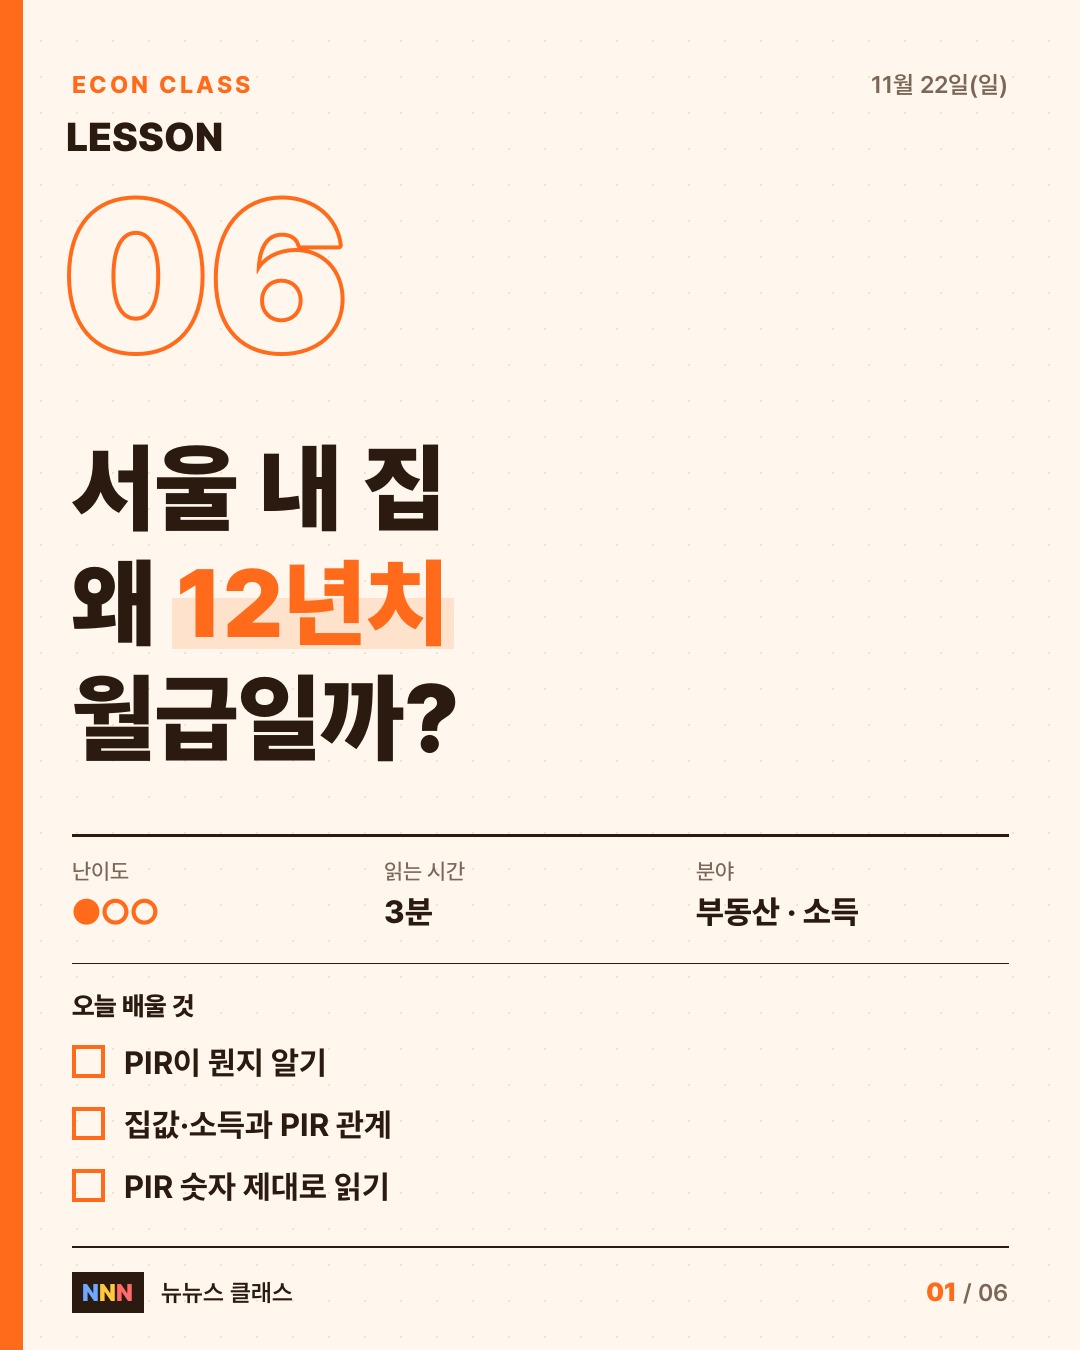 ECON CLASS
11월 22일(일)
LESSON
06
서울 내 집
왜 12년치
월급일까?
난이도
읽는 시간
3분
분야
부동산 · 소득
오늘 배울 것
PIR이 뭔지 알기
집값·소득과 PIR 관계
PIR 숫자 제대로 읽기
NNN 뉴뉴스 클래스
01 / 06